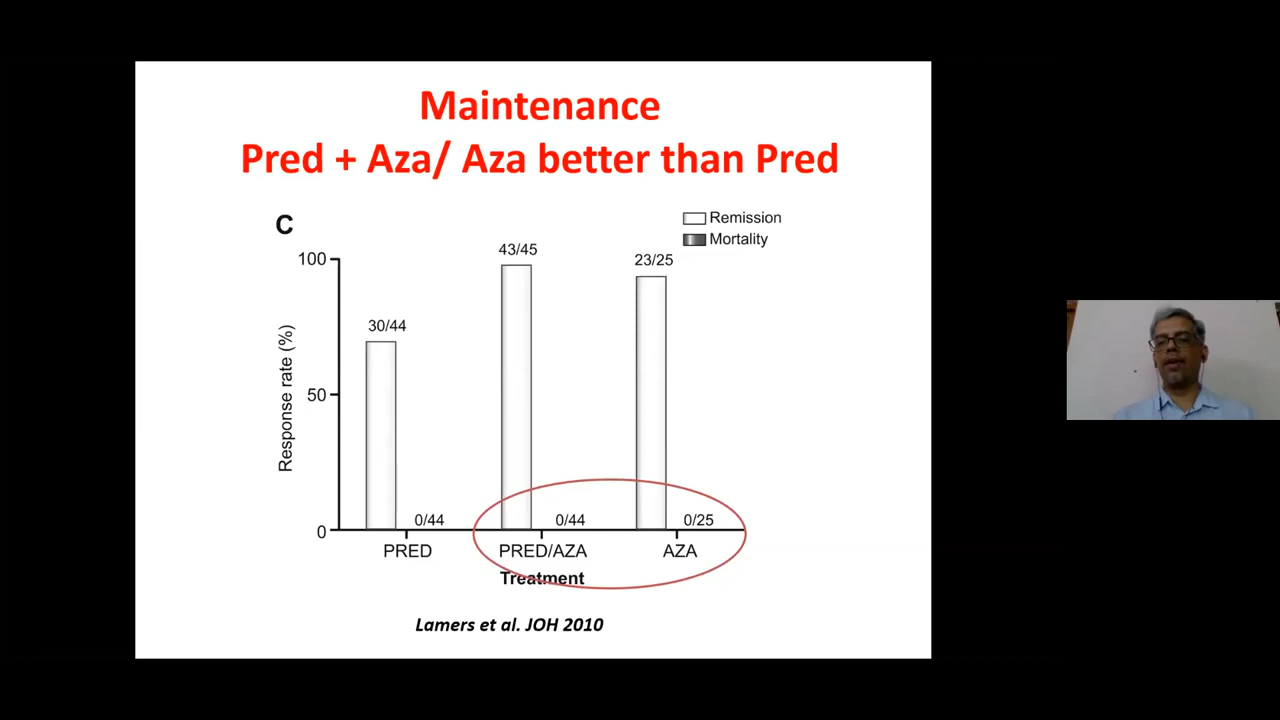 Maintenance
Pred + Aza/ Aza better than Pred
C
Remission
Mortality
Response rate (%)
100
50
0
30/44
0/44
43/45
0/44
23/25
0/25
PRED
PRED/AZA
AZA
Treatment
Lamers et al. JOH 2010